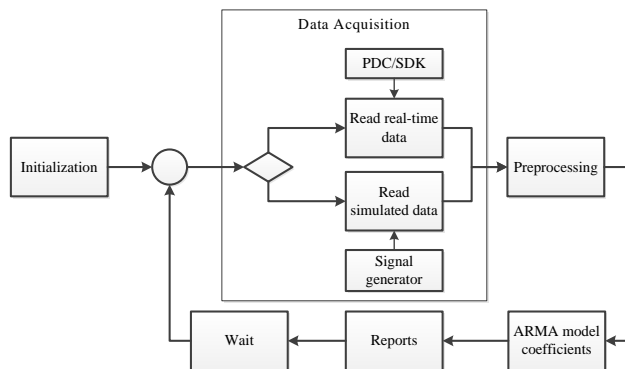 Data Acquisition
PDC/SDK
Read real-time
data
Initialization
Preprocessing
Read
simulated data
Signal
generator
Wait
Reports
ARMA model
coefficients